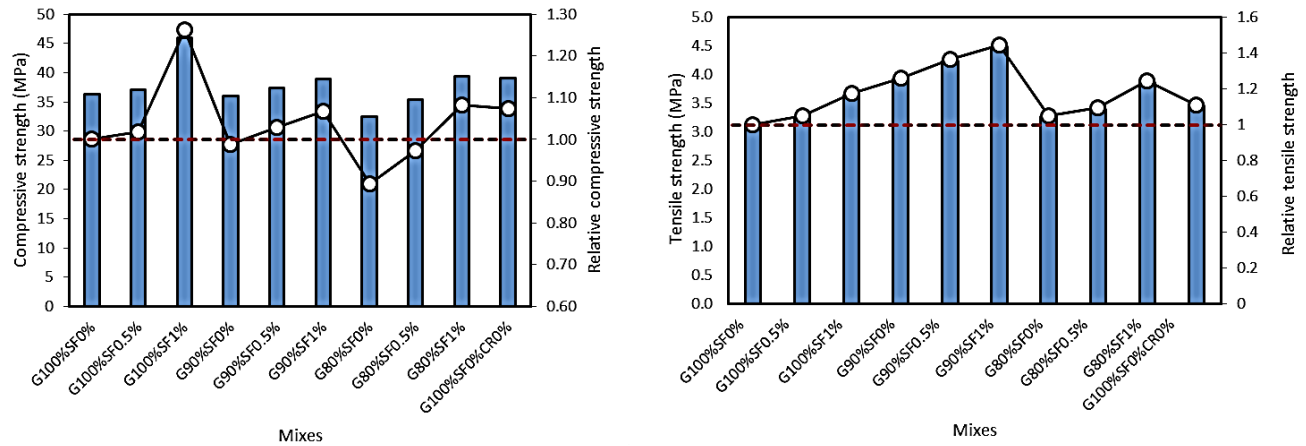 Compressive strength (MPa)
50
45
40
35
30
25
20
15
10
5
0
1.30
1.20
1.10
1.00
0.90
0.80
0.70
0.60
Relative compressive strength
G100%SF0%
G100%SF0.5%
G100%SF1%
G90%SF0%
G90%SF0.5%
G90%SF1%
G80%SF0%
G80%SF0.5%
G80%SF1%
G100%SF0%CR0%
Mixes
Tensile strength (MPa)
5.0
4.5
4.0
3.5
3.0
2.5
2.0
1.5
1.0
0.5
0.0
1.6
1.4
1.2
1
0.8
0.6
0.4
0.2
0
Relative tensile strength
G100%SF0%
G100%SF0.5%
G100%SF1%
G90%SF0%
G90%SF0.5%
G90%SF1%
G80%SF0%
G80%SF0.5%
G80%SF1%
G100%SF0%CR0%
Mixes